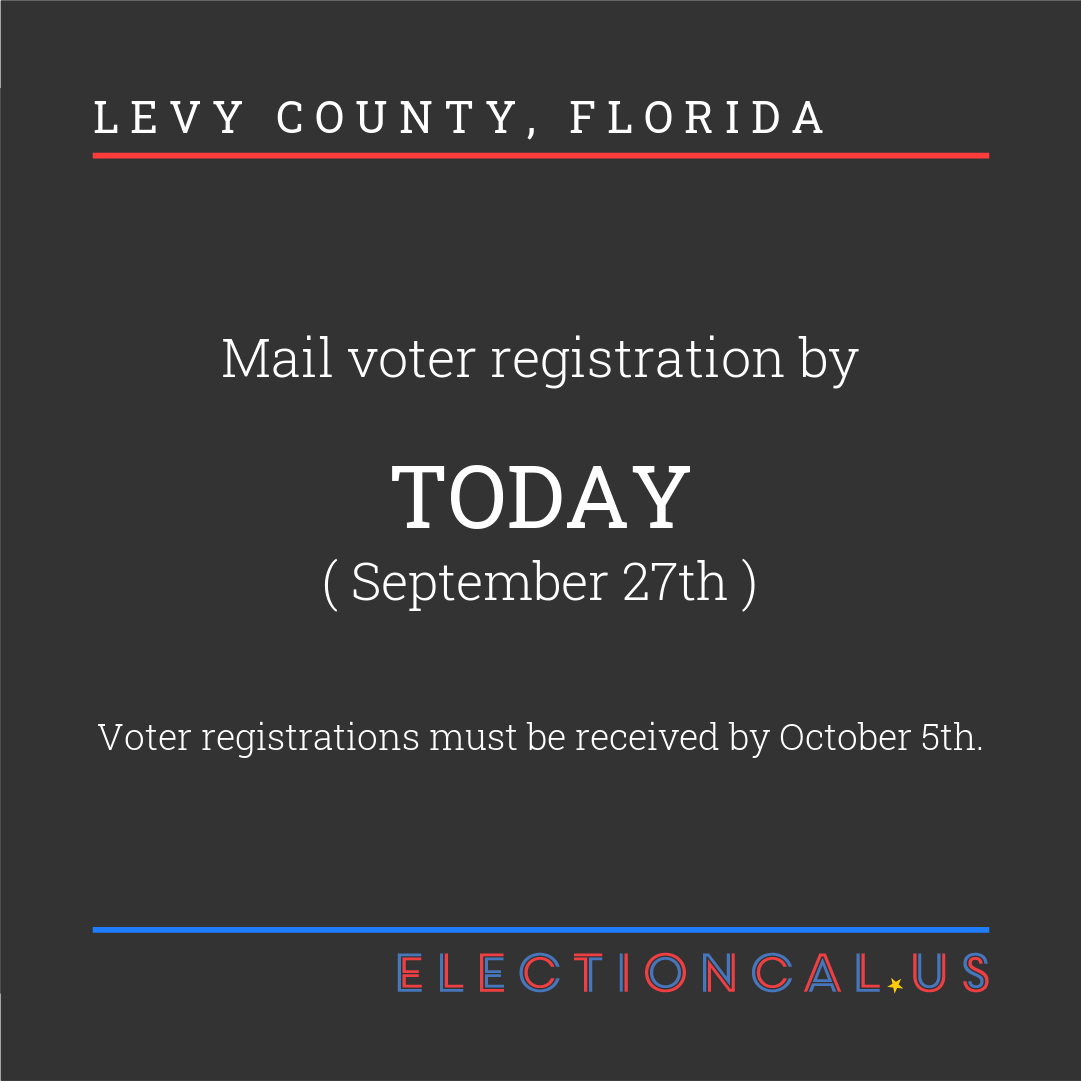 LEVY COUNTY, FLORIDA
Mail voter registration by
TODAY
( September 27th )
Voter registrations must be received by October 5th.
ELECTIONCAL.US